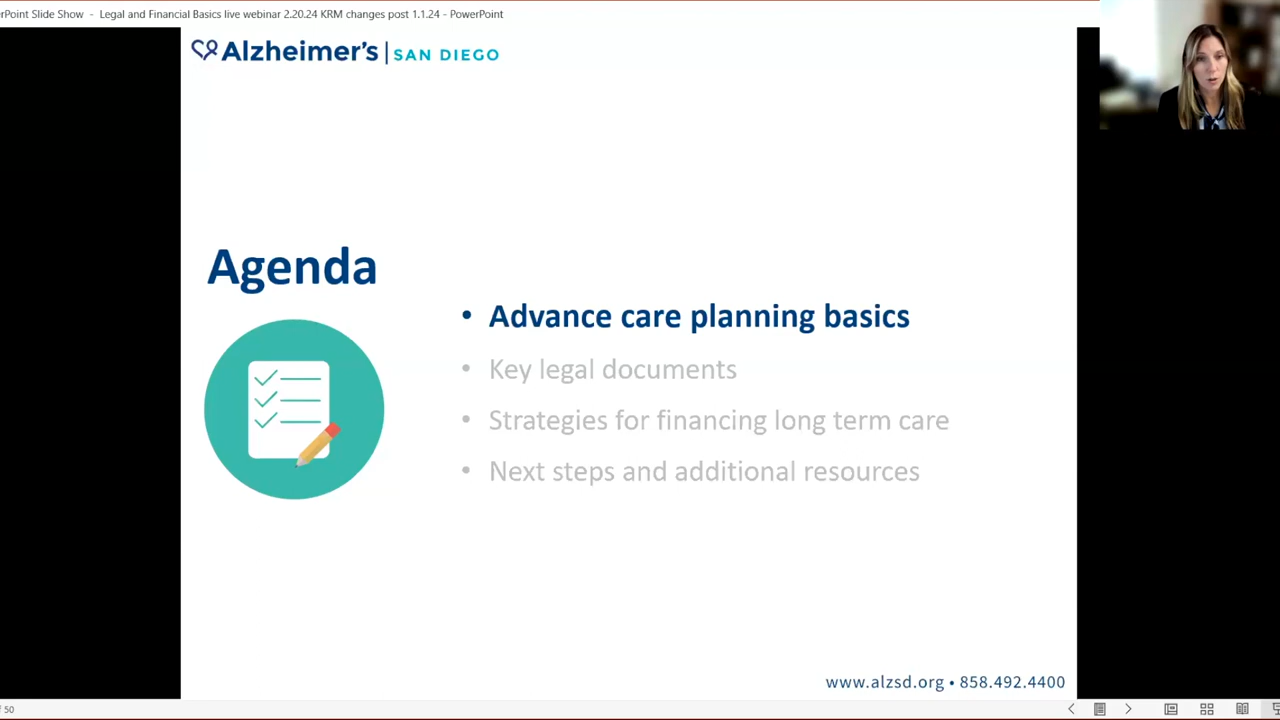 rPoint Slide Show - Legal and Financial Basics live webinar 2.20.24 KRM changes post 1.1.24 - PowerPoint
Alzheimer's | SAN DIEGO
Agenda
• Advance care planning basics
• Key legal documents
• Strategies for financing long term care
• Next steps and additional resources
www.alzsd.org • 858.492.4400
f 50